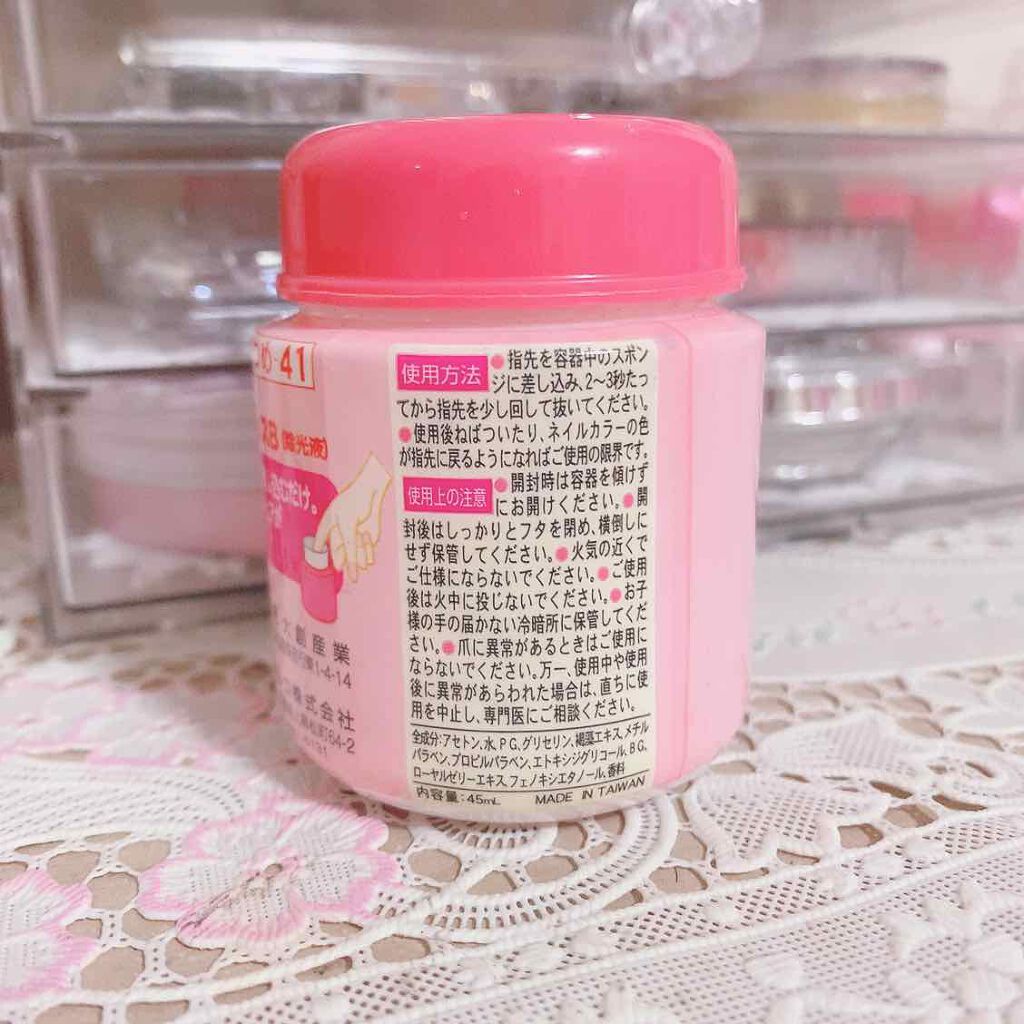 め-41
B(除光液)
込むだけ。
大創産業
1-4-14
株式会社
64-2
使用方法 ●指先を容器中のスポン
ジに差し込み、2〜3秒たっ
てから指先を少し回して抜いてください。
●使用後ねばついたり、ネイルカラーの色
が指先に戻るようになればご使用の限界です。
使用上の注意 ●開封時は容器を傾けず
にお開けください。●開
封後はしっかりとフタを閉め、横倒しに
せず保管してください。●火気の近くで
ご仕様にならないでください。●ご使用
後は火中に投じないでください。●お子
様の手の届かない冷暗所に保管してくだ
さい。●爪に異常があるときはご使用に
ならないでください。万一、使用中や使用
後に異常があらわれた場合は、直ちに使
用を中止し、専門医にご相談ください。
全成分:アセトン、水、PG、グリセリン、褐藻エキス、メチル
パラベン、プロピルパラベン、エトキシジグリコール、BG、
ローヤルゼリーエキス、フェノキシエタノール、香料
内容量:45mL MADE IN TAIWAN